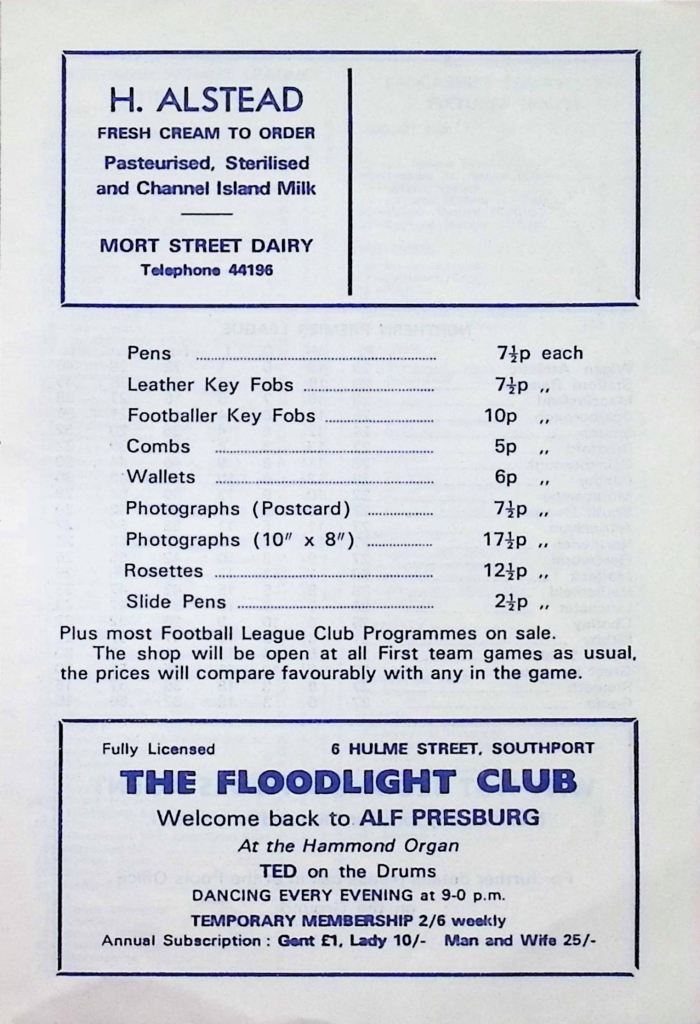 H. ALSTEAD
FRESH CREAM TO ORDER
Pasteurised, Sterilised
and Channel Island Milk
MORT STREET DAIRY
Telephone 44196
Pens ........ 7½p each
Leather Key Fobs ........ 7½p ,,
Footballer Key Fobs ........ 10p ,,
Combs ........ 5p ,,
Wallets ........ 6p ,,
Photographs (Postcard) ........ 7½p ,,
Photographs (10" x 8") ........ 17½p ,,
Rosettes ........ 12½p ,,
Slide Pens ........ 2½p ,,
Plus most Football League Club Programmes on sale.
The shop will be open at all First team games as usual,
the prices will compare favourably with any in the game.
Fully Licensed 6 HULME STREET, SOUTHPORT
THE FLOODLIGHT CLUB
Welcome back to ALF PRESBURG
At the Hammond Organ
TED on the Drums
DANCING EVERY EVENING at 9-0 p.m.
TEMPORARY MEMBERSHIP 2/6 weekly
Annual Subscription : Gent £1, Lady 10/- Man and Wife 25/-